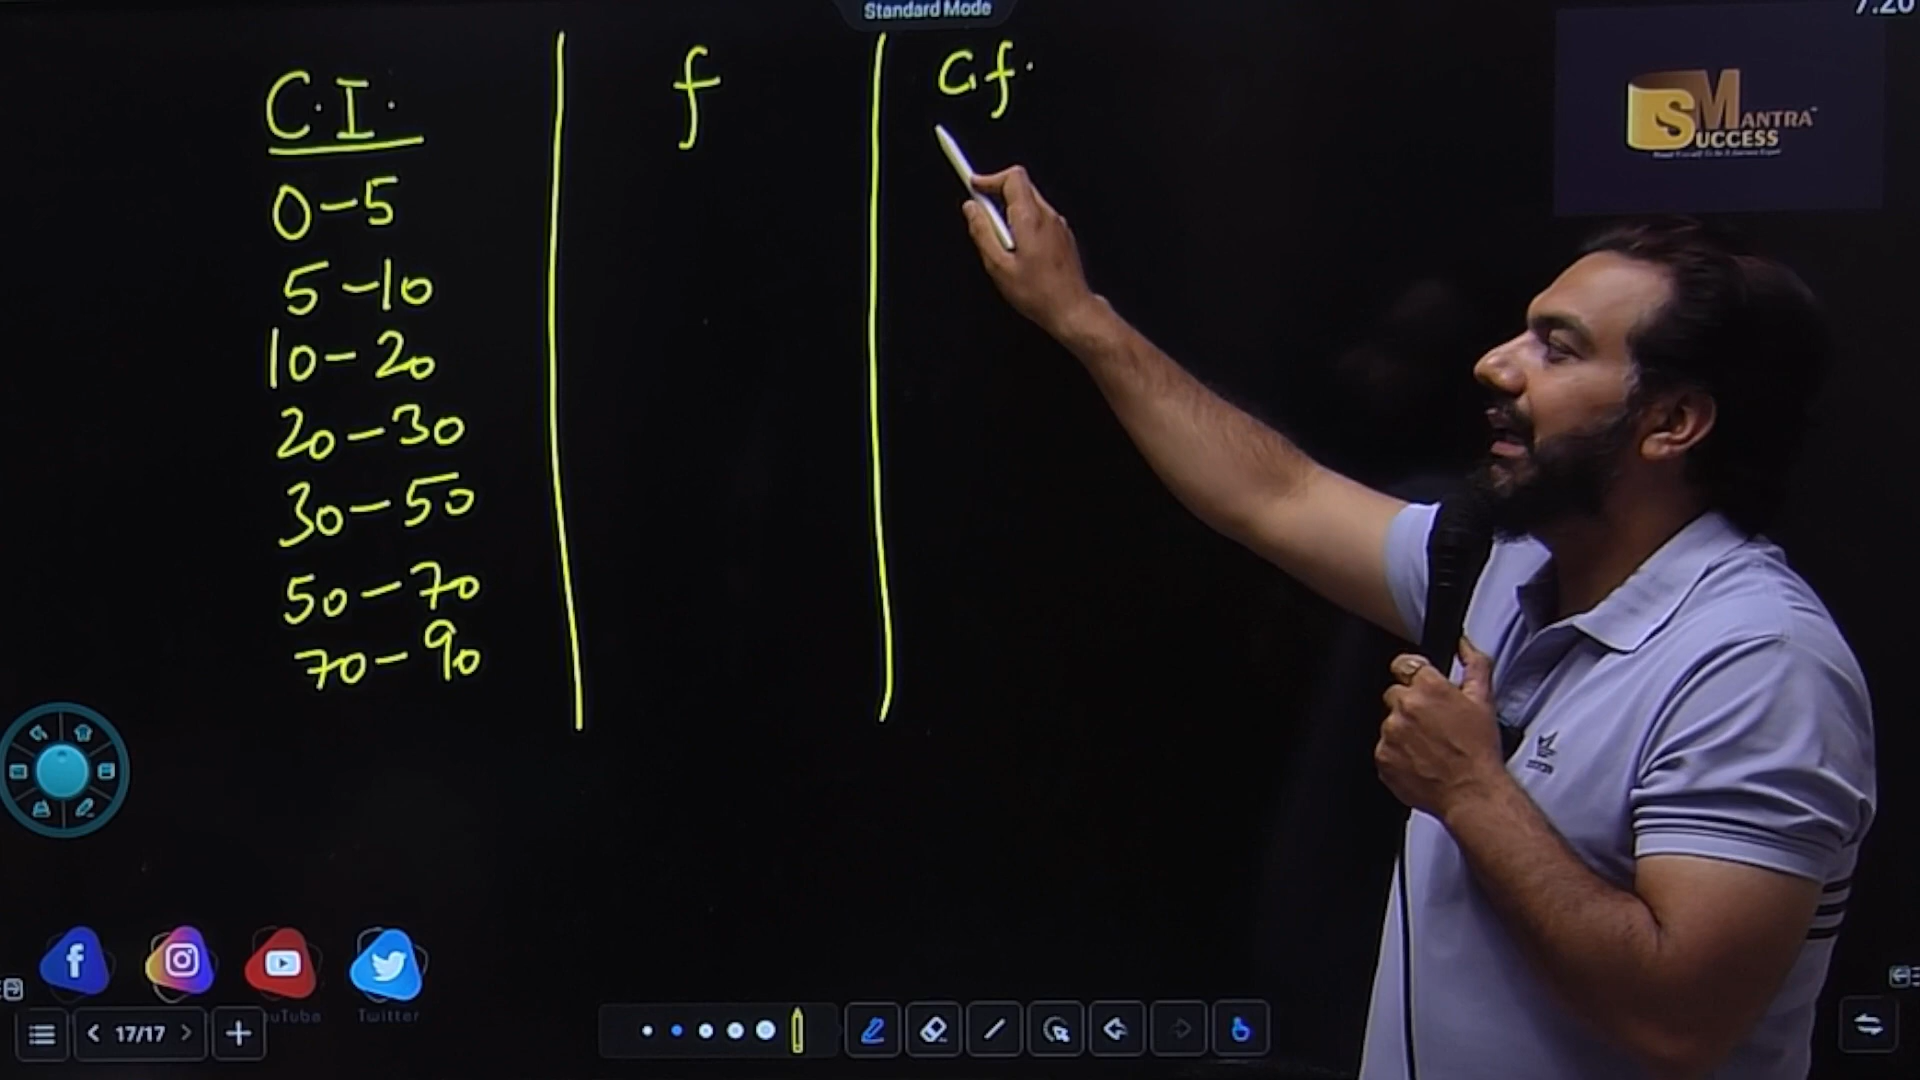 Standard Mode
7:20
C.I. f C.f.
0-5
5-10
10-20
20-30
30-50
50-70
70-90
SUCCESS MANTRA
Twitter
17/17